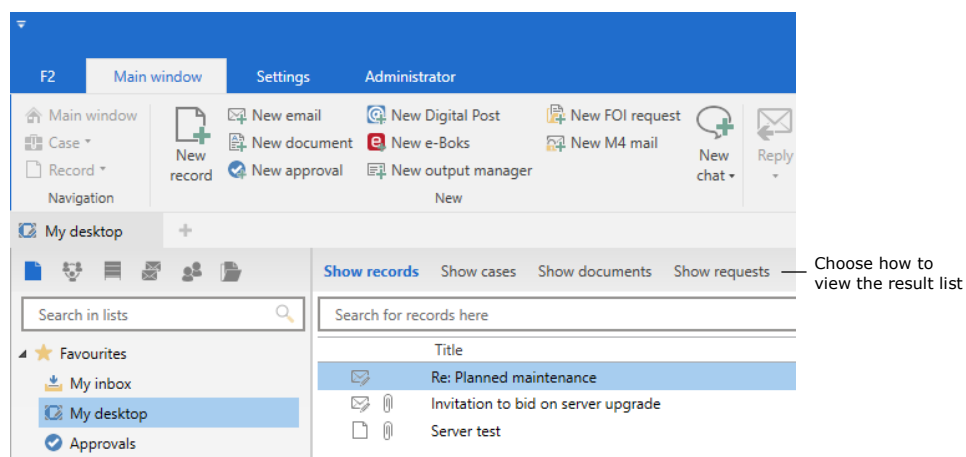 F2 Main window Settings Administrator
Main window
Case
Record
Navigation
New
record
New email
New document
New approval
New Digital Post
New e-Boks
New output manager
New FOI request
New M4 mail
New
chat
New
Reply
My desktop
Show records Show cases Show documents Show requests
Choose how to
view the result list
Search in lists
Search for records here
Favourites
My inbox
My desktop
Approvals
Title
Re: Planned maintenance
Invitation to bid on server upgrade
Server test